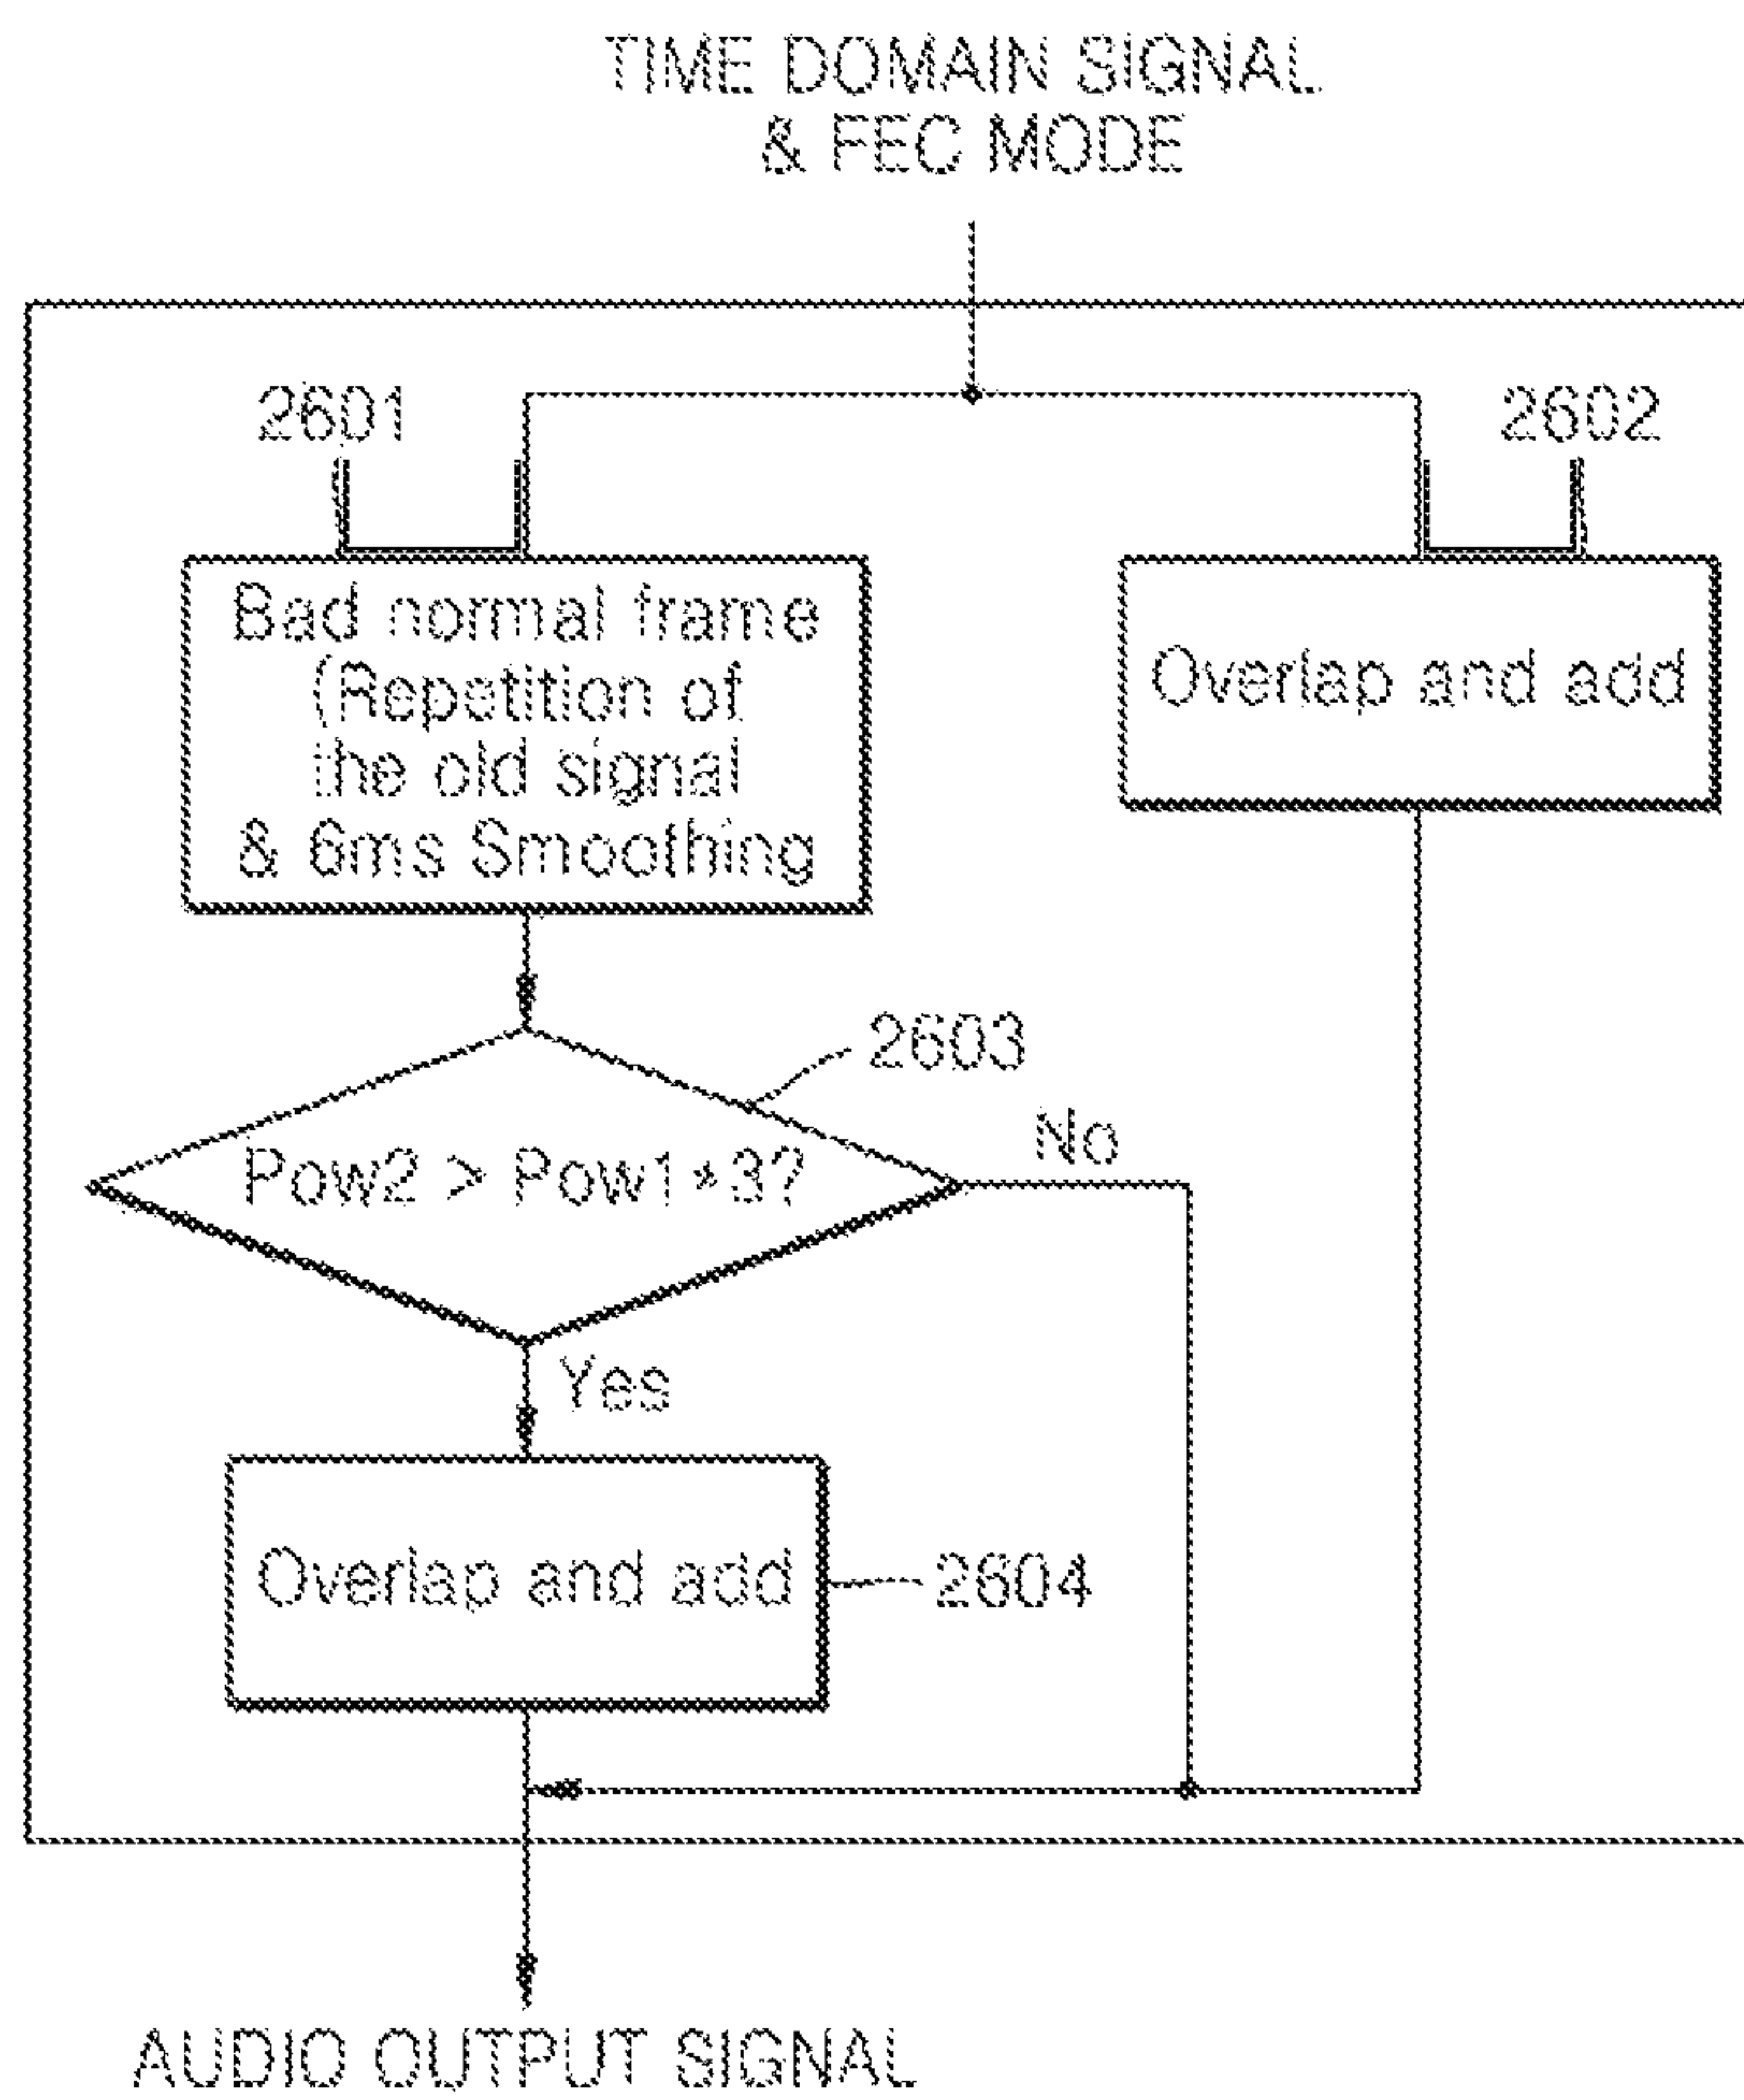 TIME DOMAIN SIGNAL
& FEC MODE
2601
2602
Bad normal frame
(Repetition of
the old signal
& 6ms Smoothing
Overlap and add
2603
Pow2 > Pow1*3?
No
Yes
Overlap and add
2604
AUDIO OUTPUT SIGNAL